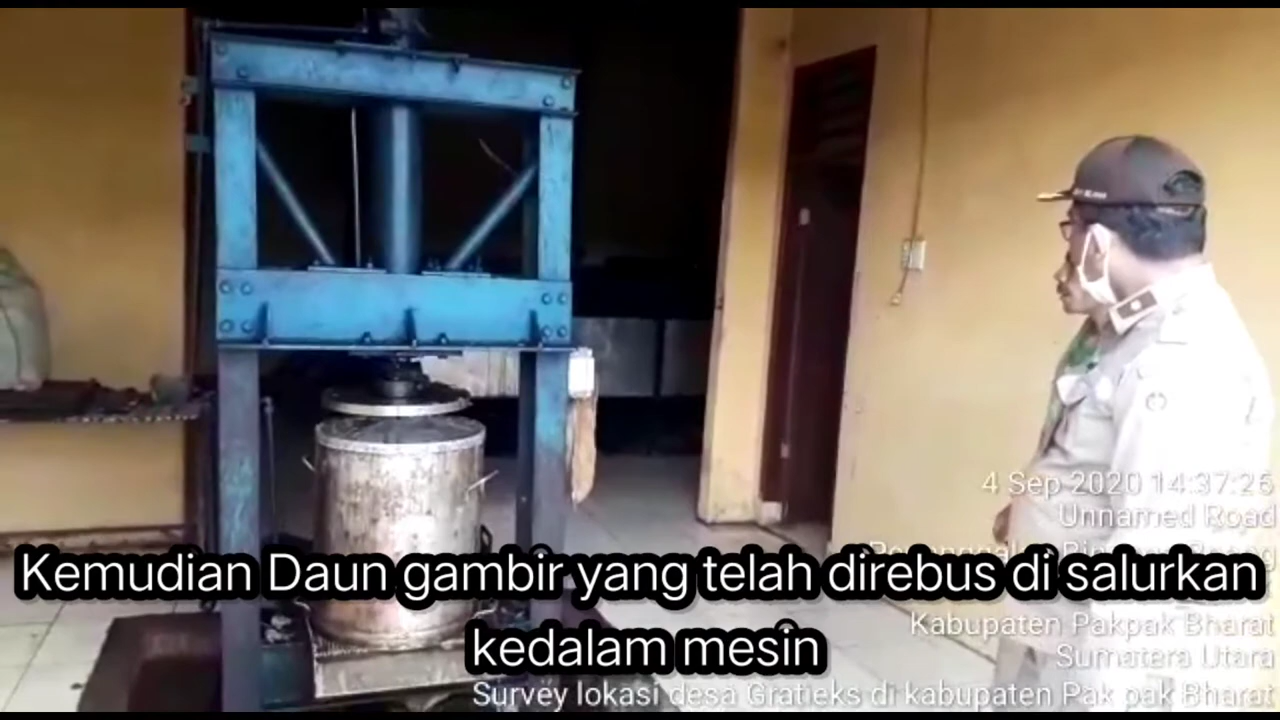 4 Sep 2020 14:37:26
Unnamed Road
Kemudian Daun gambir yang telah direbus di salurkan
kedalam mesin
Kabupaten Pakpak Bharat
Sumatera Utara
Survey lokasi desa Gratieks di kabupaten Pak pak Bharat